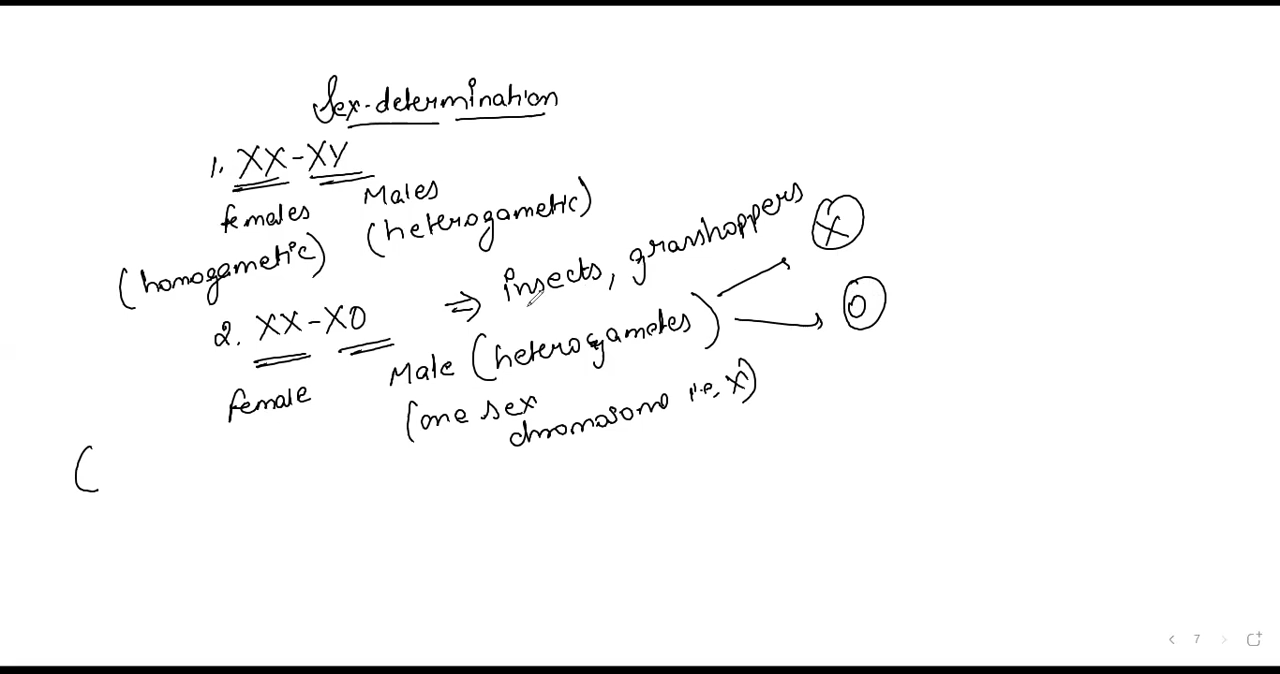 Sex-determination
1. XX-XY
females Males
(homogametic) (heterogametic)
2. XX-XO ⇒ insects, grasshoppers
female Male (heterogametes) X
O
(one sex
chromosomo i.e, X)
(
7